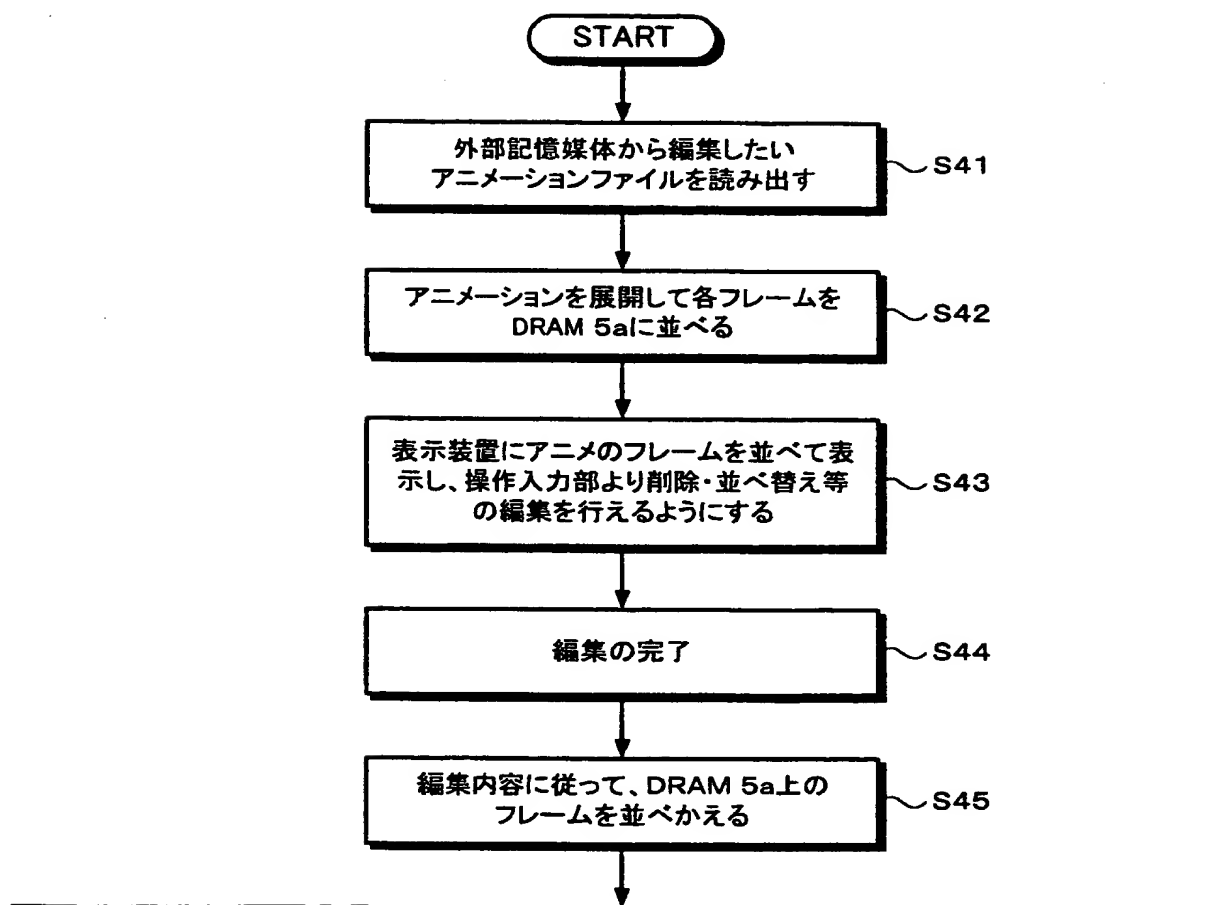 START
外部記憶媒体から編集したい
アニメーションファイルを読み出す
S41
アニメーションを展開して各フレームを
DRAM 5aに並べる
S42
表示装置にアニメのフレームを並べて表
示し、操作入力部より削除・並べ替え等
の編集を行えるようにする
S43
編集の完了
S44
編集内容に従って、DRAM 5a上の
フレームを並べかえる
S45